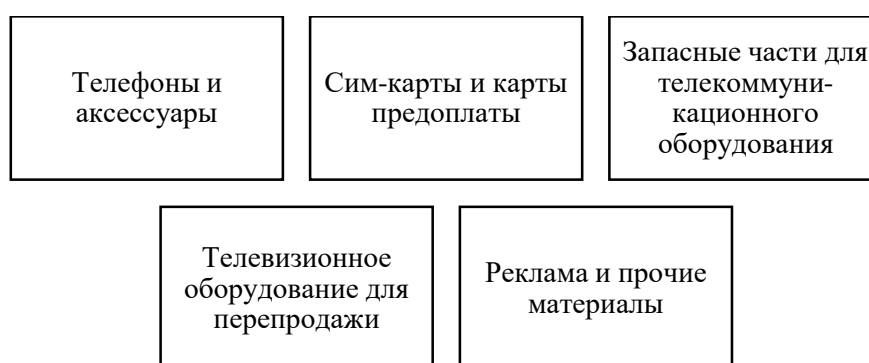 Телефоны и
аксессуары
Сим-карты и карты
предоплаты
Запасные части для
телекоммуни-
кационного
оборудования
Телевизионное
оборудование для
перепродажи
Реклама и прочие
материалы